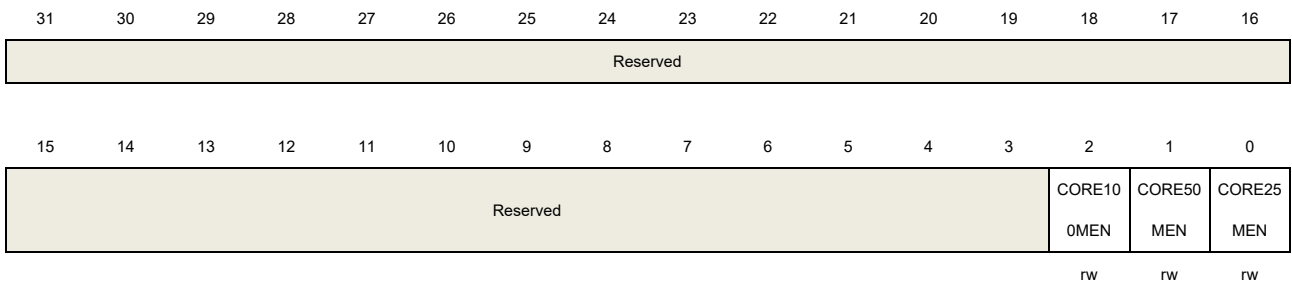 31 30 29 28 27 26 25 24 23 22 21 20 19 18 17 16
Reserved
15 14 13 12 11 10 9 8 7 6 5 4 3 2 1 0
Reserved
CORE10 CORE50 CORE25
0MEN MEN MEN
rw rw rw